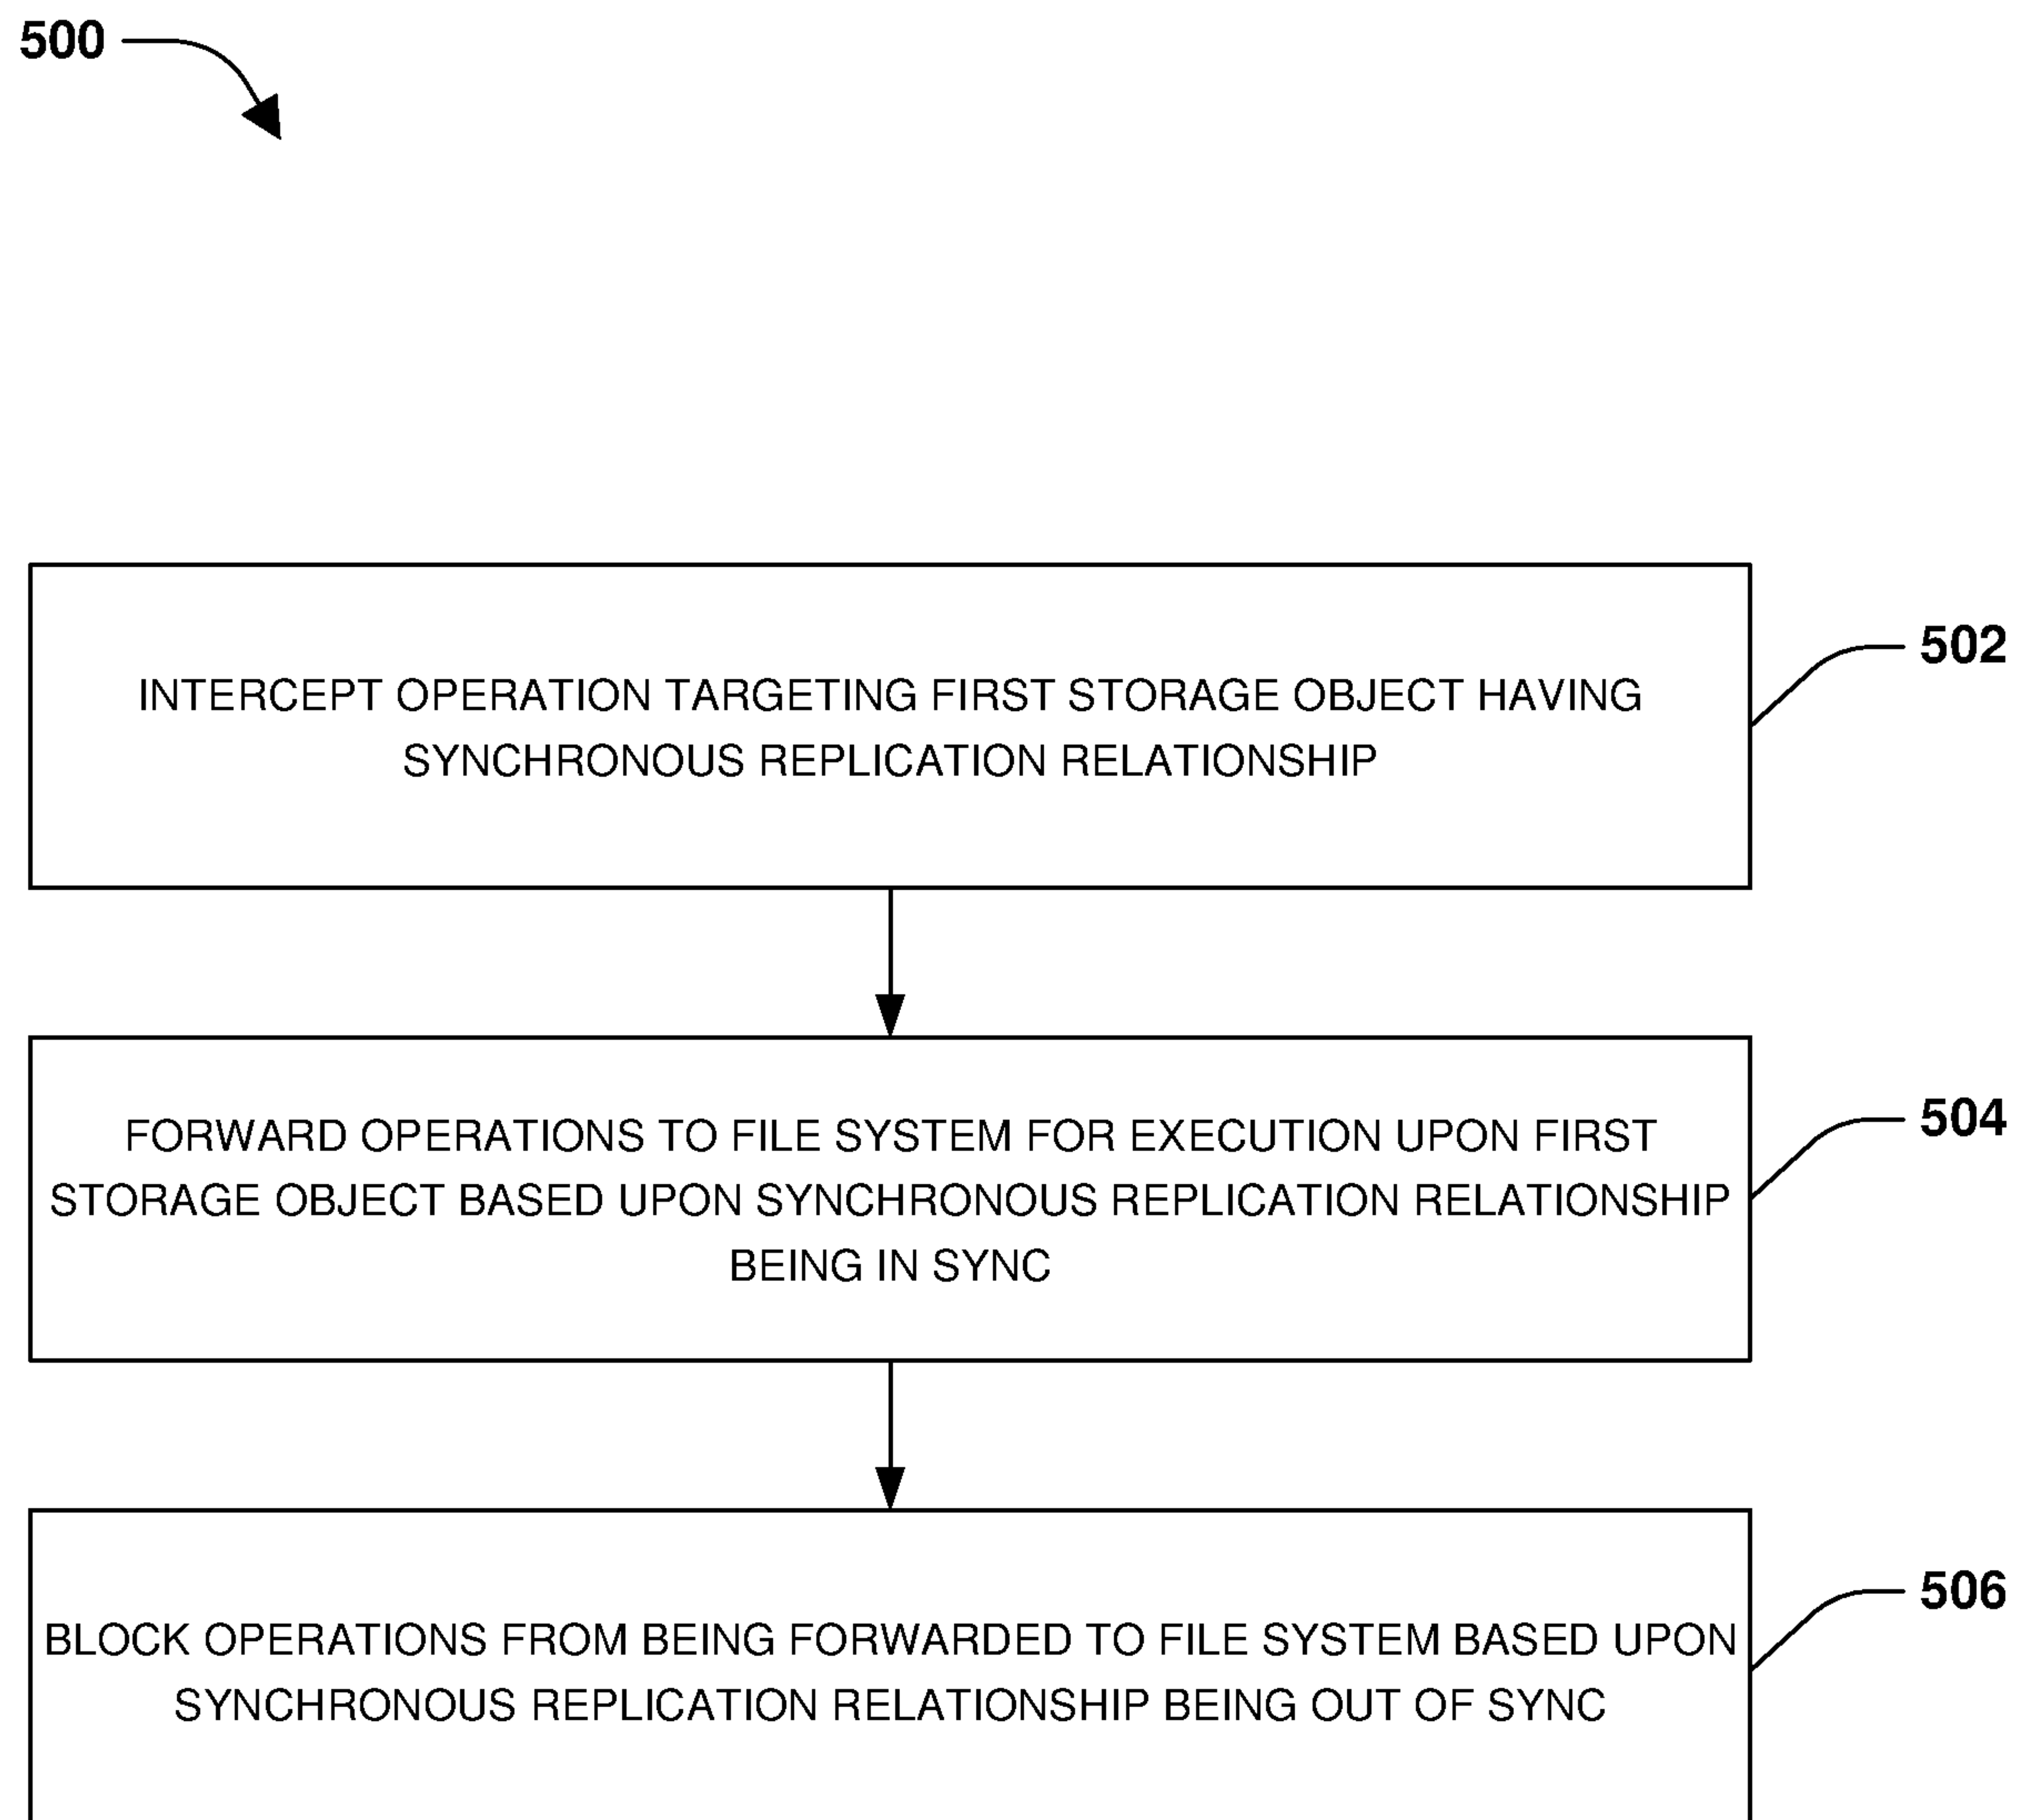 500
INTERCEPT OPERATION TARGETING FIRST STORAGE OBJECT HAVING
SYNCHRONOUS REPLICATION RELATIONSHIP
502
FORWARD OPERATIONS TO FILE SYSTEM FOR EXECUTION UPON FIRST
STORAGE OBJECT BASED UPON SYNCHRONOUS REPLICATION RELATIONSHIP
BEING IN SYNC
504
BLOCK OPERATIONS FROM BEING FORWARDED TO FILE SYSTEM BASED UPON
SYNCHRONOUS REPLICATION RELATIONSHIP BEING OUT OF SYNC
506